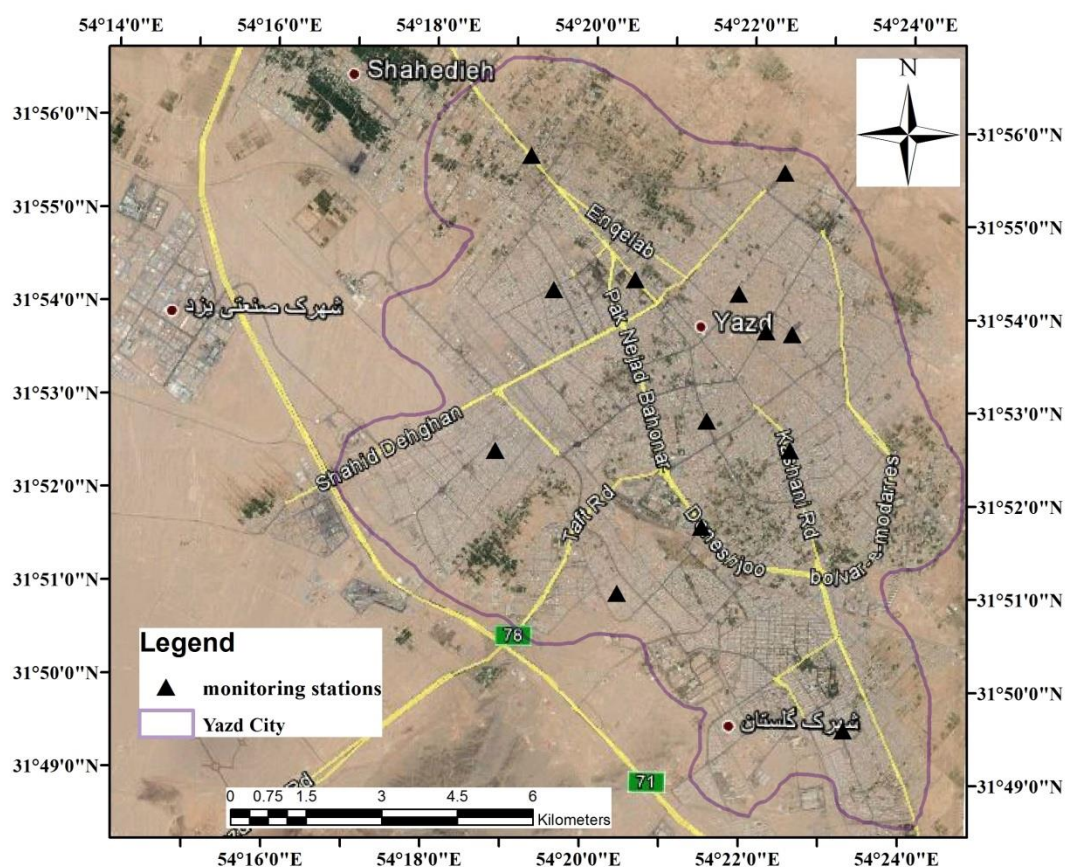 54°14'0"E 54°16'0"E 54°18'0"E 54°20'0"E 54°22'0"E 54°24'0"E
N
Shahedieh
31°56'0"N
31°56'0"N
31°55'0"N
31°55'0"N
Enqelab
31°54'0"N
31°54'0"N
شهرک صنعتی یزد
Yazd
Pak Nejad Bahonar
31°53'0"N
31°53'0"N
Shahid Dehghan
Kashani Rd
31°52'0"N
31°52'0"N
Taft Rd
Daneshjoo
bolvar-e-modarres
31°51'0"N
31°51'0"N
78
Legend
monitoring stations
Yazd City
31°50'0"N
31°50'0"N
شهرک گلستان
31°49'0"N
31°49'0"N
71
Rd
0 0.75 1.5 3 4.5 6
Kilometers
54°16'0"E 54°18'0"E 54°20'0"E 54°22'0"E 54°24'0"E